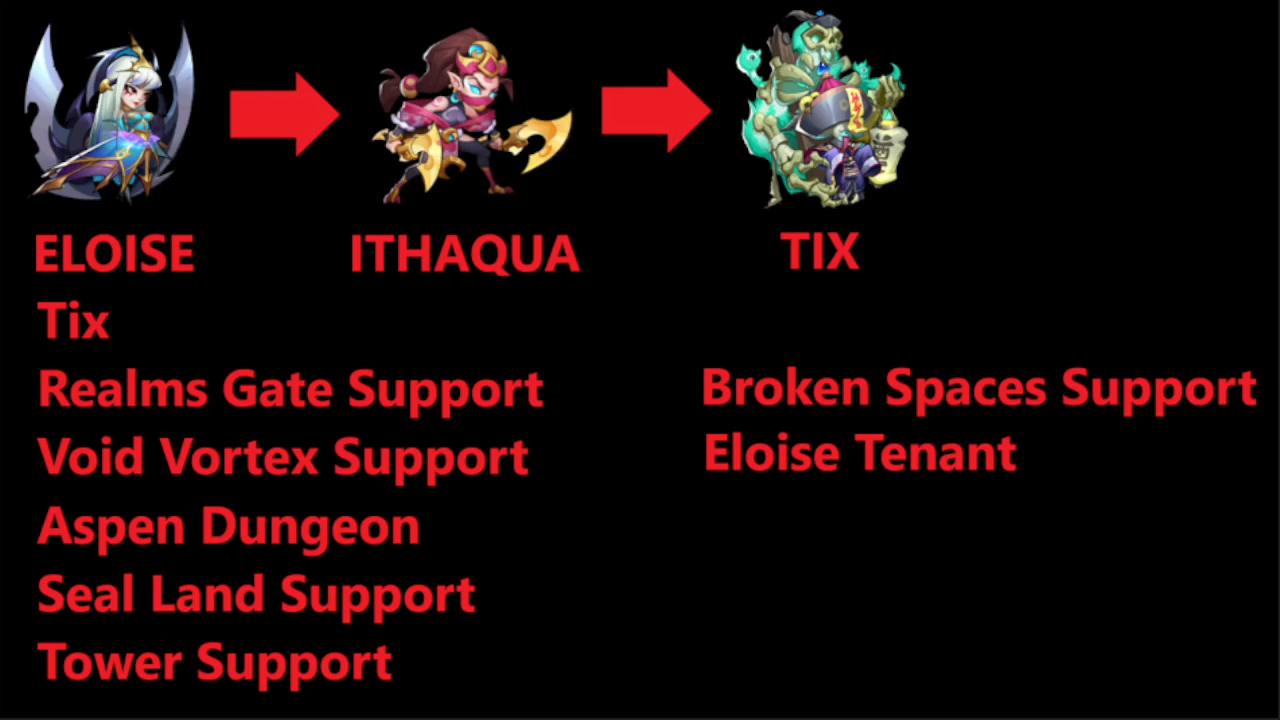 ELOISE
ITHAQUA
TIX
Tix
Realms Gate Support
Void Vortex Support
Aspen Dungeon
Seal Land Support
Tower Support
Broken Spaces Support
Eloise Tenant